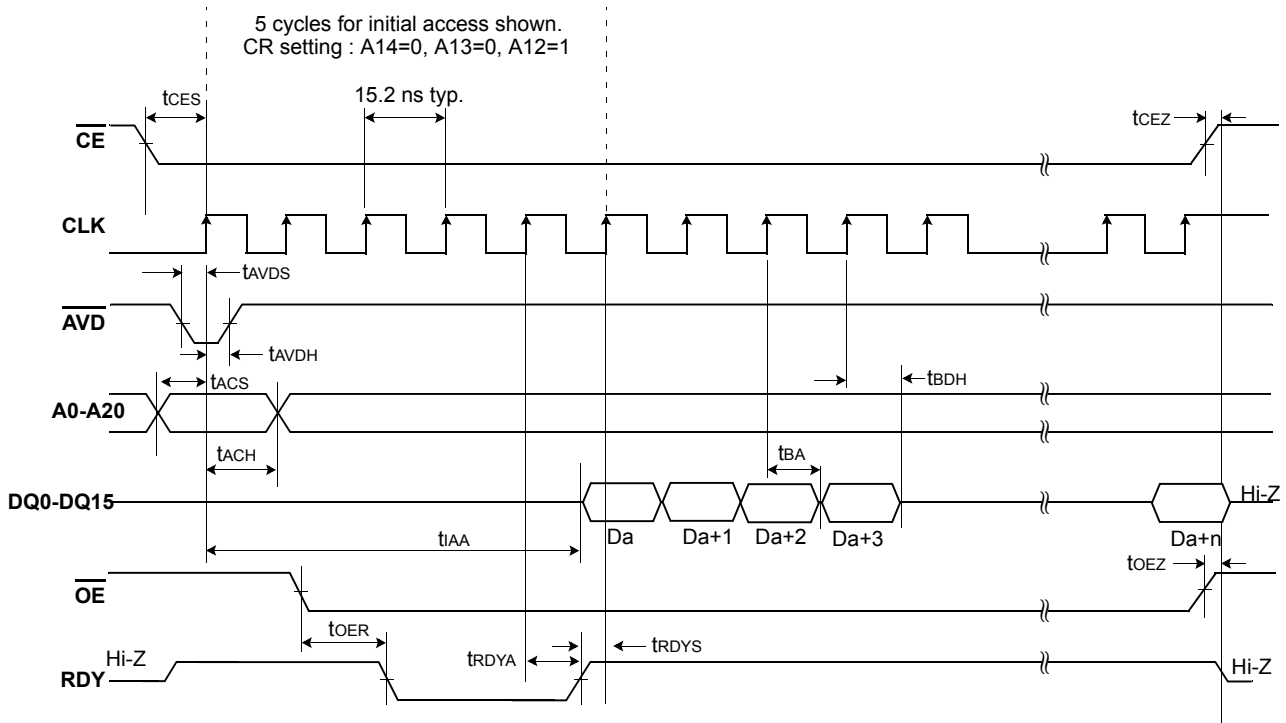 5 cycles for initial access shown.
CR setting : A14=0, A13=0, A12=1
15.2 ns typ.
tCES
tCEZ
CE
CLK
tAVDS
AVD
tAVDH
tACS
tBDH
A0-A20
tACH
tBA
DQ0-DQ15
Hi-Z
tIAA
Da
Da+1
Da+2
Da+3
Da+n
tOEZ
OE
tOER
tRDYA
tRDYS
Hi-Z
RDY
Hi-Z